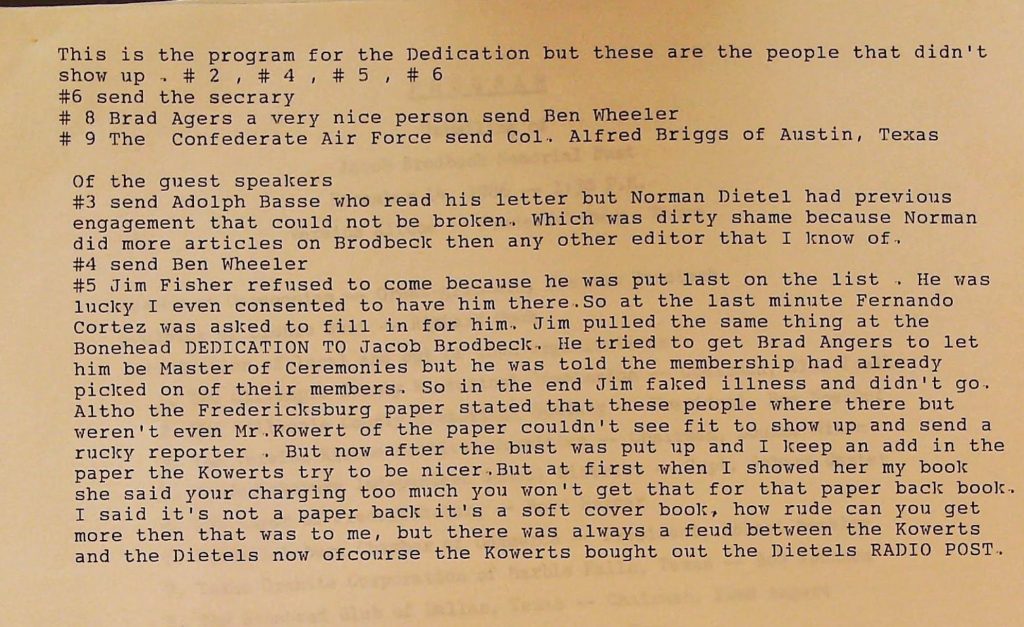 This is the program for the Dedication but these are the people that didn't
show up . # 2 , # 4 , # 5 , # 6
#6 send the secrary
# 8 Brad Agers a very nice person send Ben Wheeler
# 9 The  Confederate Air Force send Col. Alfred Briggs of Austin, Texas
Of the guest speakers
#3 send Adolph Basse who read his letter but Norman Dietel had previous
engagement that could not be broken. Which was dirty shame because Norman
did more articles on Brodbeck then any other editor that I know of.
#4 send Ben Wheeler
#5 Jim Fisher refused to come because he was put last on the list . He was
lucky I even consented to have him there.So at the last minute Fernando
Cortez was asked to fill in for him. Jim pulled the same thing at the
Bonehead DEDICATION TO Jacob Brodbeck. He tried to get Brad Angers to let
him be Master of Ceremonies but he was told the membership had already
picked on of their members. So in the end Jim faked illness and didn't go.
Altho the Fredericksburg paper stated that these people where there but
weren't even Mr.Kowert of the paper couldn't see fit to show up and send a
rucky reporter . But now after the bust was put up and I keep an add in the
paper the Kowerts try to be nicer.But at first when I showed her my book
she said your charging too much you won't get that for that paper back book.
I said it's not a paper back it's a soft cover book, how rude can you get
more then that was to me, but there was always a feud between the Kowerts
and the Dietels now ofcourse the Kowerts bought out the Dietels RADIO POST.